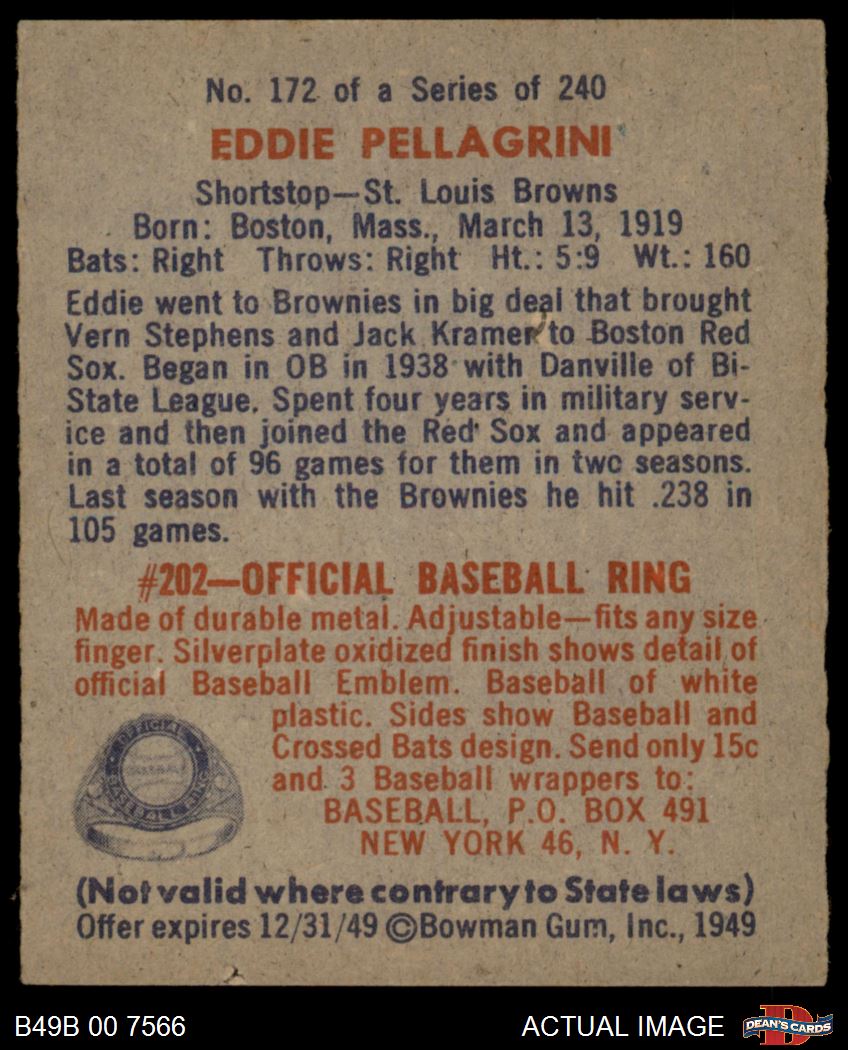 No. 172 of a Series of 240
EDDIE PELLAGRINI
Shortstop—St. Louis Browns
Born: Boston, Mass., March 13, 1919
Bats: Right Throws: Right Ht.: 5:9 Wt.: 160
Eddie went to Brownies in big deal that brought
Vern Stephens and Jack Kramer to Boston Red
Sox. Began in OB in 1938 with Danville of Bi-
State League. Spent four years in military serv-
ice and then joined the Red Sox and appeared
in a total of 96 games for them in two seasons.
Last season with the Brownies he hit .238 in
105 games.
#202—OFFICIAL BASEBALL RING
Made of durable metal. Adjustable—fits any size
finger. Silverplate oxidized finish shows detail of
official Baseball Emblem. Baseball of white
plastic. Sides show Baseball and
Crossed Bats design. Send only 15c
and 3 Baseball wrappers to:
BASEBALL, P.O. BOX 491
NEW YORK 46, N. Y.
OFFICIAL
BASEBALL RING
(Not valid where contrary to State laws)
Offer expires 12/31/49 ©Bowman Gum, Inc., 1949
B49B 00 7566
ACTUAL IMAGE
DEAN'S CARDS